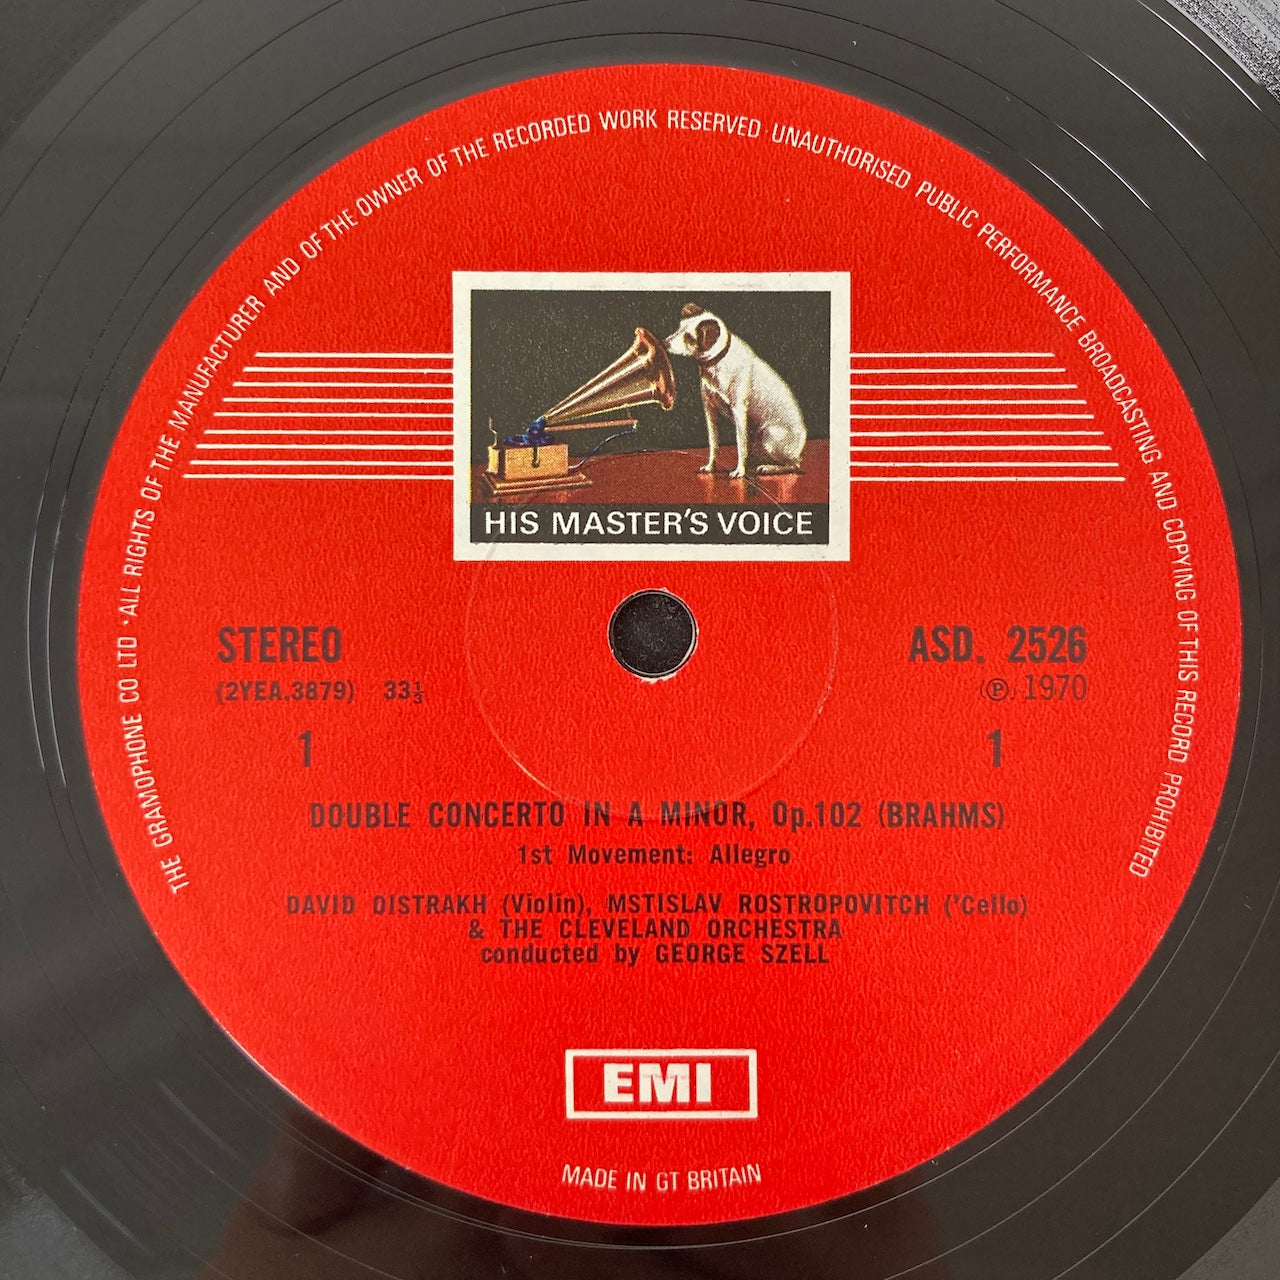 THE GRAMOPHONE CO LTD · ALL RIGHTS OF THE MANUFACTURER AND OF THE OWNER OF THE RECORDED WORK RESERVED · UNAUTHORISED PUBLIC PERFORMANCE BROADCASTING AND COPYING OF THIS RECORD PROHIBITED
HIS MASTER'S VOICE
STEREO
ASD. 2526
(2YEA.3879) 33⅓
℗ 1970
1
1
DOUBLE CONCERTO IN A MINOR, Op.102 (BRAHMS)
1st Movement: Allegro
DAVID OISTRAKH (Violin), MSTISLAV ROSTROPOVITCH ('Cello)
& THE CLEVELAND ORCHESTRA
conducted by GEORGE SZELL
EMI
MADE IN GT BRITAIN